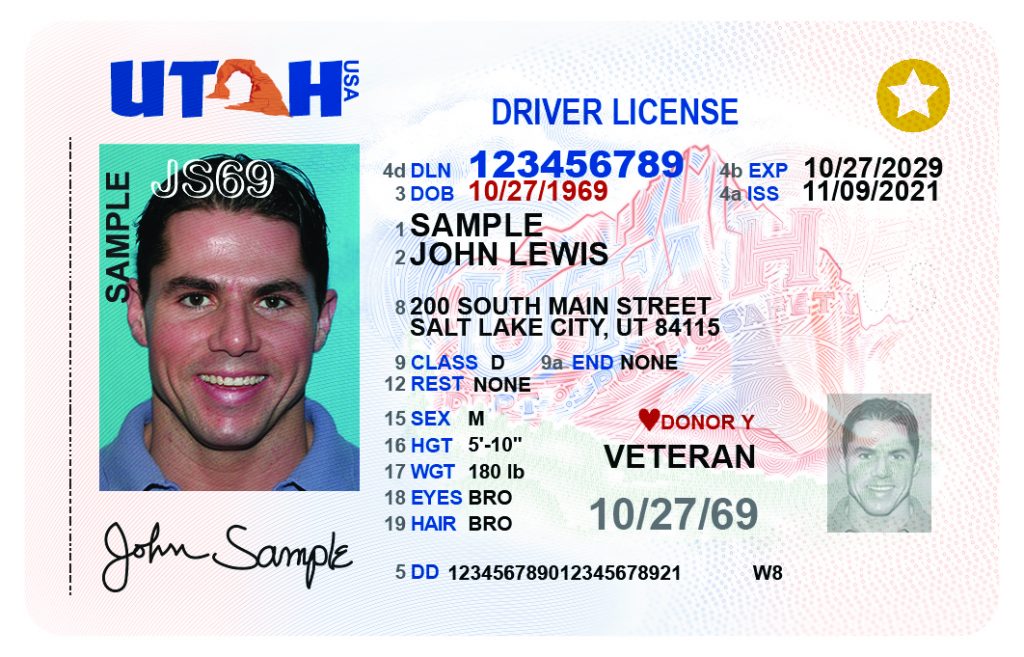 UTAH USA
DRIVER LICENSE
JS69
SAMPLE
4d DLN 123456789 4b EXP 10/27/2029
3 DOB 10/27/1969 4a ISS 11/09/2021
1 SAMPLE
2 JOHN LEWIS
8 200 SOUTH MAIN STREET
SALT LAKE CITY, UT 84115
9 CLASS D 9a END NONE
12 REST NONE
15 SEX M
♥DONOR Y
16 HGT 5'-10"
VETERAN
17 WGT 180 lb
18 EYES BRO
10/27/69
19 HAIR BRO
John Sample
5 DD 123456789012345678921 W8
UTAH